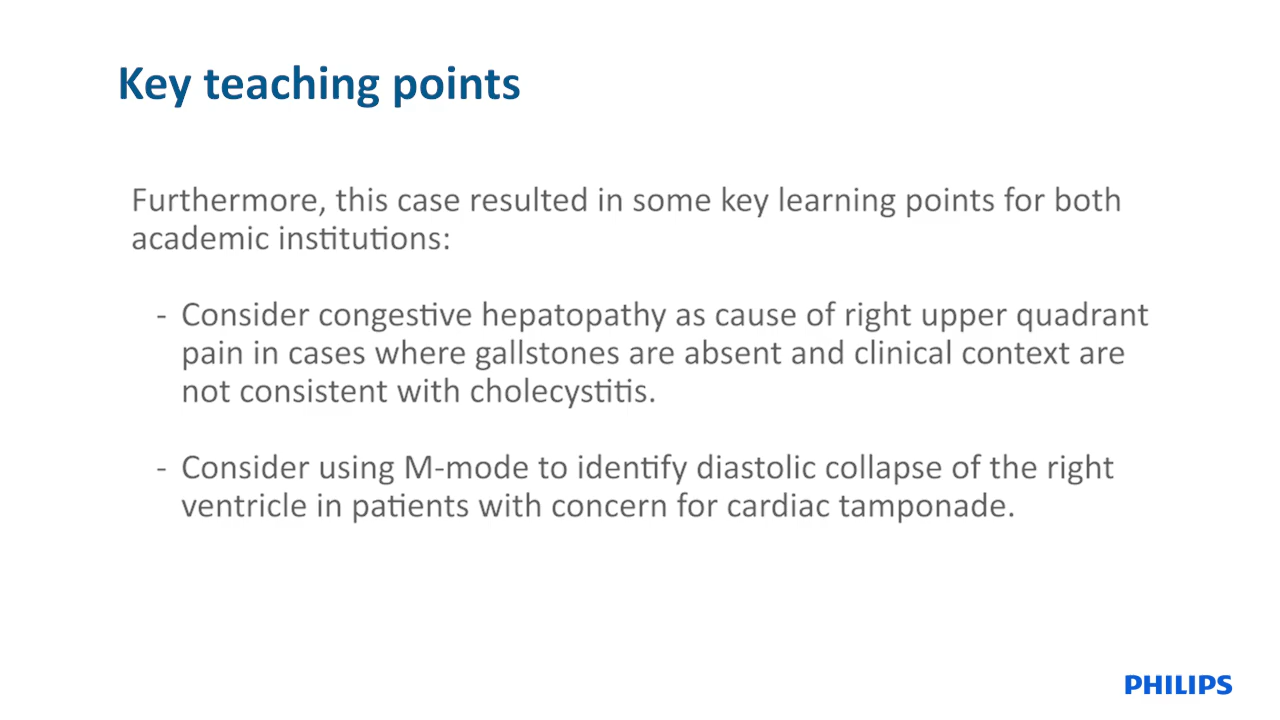 Key teaching points
Furthermore, this case resulted in some key learning points for both
academic institutions:
- Consider congestive hepatopathy as cause of right upper quadrant
pain in cases where gallstones are absent and clinical context are
not consistent with cholecystitis.
- Consider using M-mode to identify diastolic collapse of the right
ventricle in patients with concern for cardiac tamponade.
PHILIPS